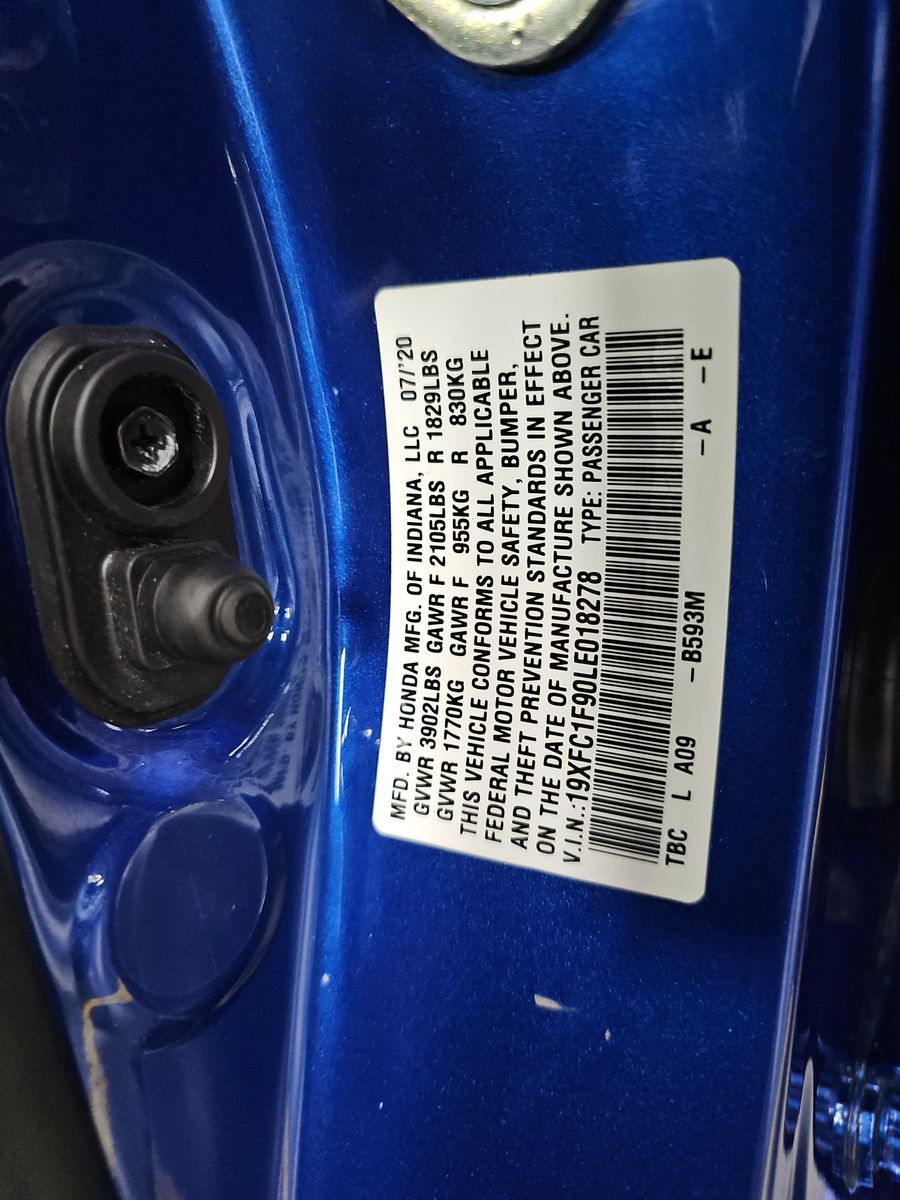 MFD. BY HONDA MFG. OF INDIANA, LLC 07/'20
GVWR 3902LBS GAWR F 2105LBS R 1829LBS
GVWR 1770KG GAWR F 955KG R 830KG
THIS VEHICLE CONFORMS TO ALL APPLICABLE
FEDERAL MOTOR VEHICLE SAFETY, BUMPER,
AND THEFT PREVENTION STANDARDS IN EFFECT
ON THE DATE OF MANUFACTURE SHOWN ABOVE.
V.I.N.:19XFC1F90LE018278 TYPE: PASSENGER CAR
TBC L A09 -B593M -A -E